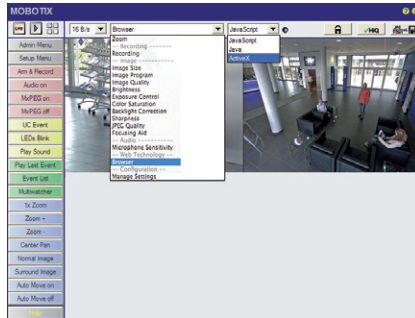 MOBOTIX
LIVE
16 B/s
Browser
JavaScript
HQ
Admin Menu
Setup Menu
Arm & Record
Audio on
MxPEG on
MxPEG off
UC Event
LEDs Blink
Play Sound
Play Last Event
Event List
Multiwatcher
1x Zoom
Zoom +
Zoom -
Center Pan
Normal Image
Surround Image
Auto Move on
Auto Move off
Help
Zoom
-- Recording --------
-- Image -----------
Image Size
Image Program
Image Quality
Brightness
Exposure Control
Color Saturation
Backlight Correction
Sharpness
JPEG Quality
Focusing Aid
-- Audio -----------
Microphone Sensitivity
-- Web Technology ---
Browser
-- Configuration ---
Manage Settings
JavaScript
Java
ActiveX